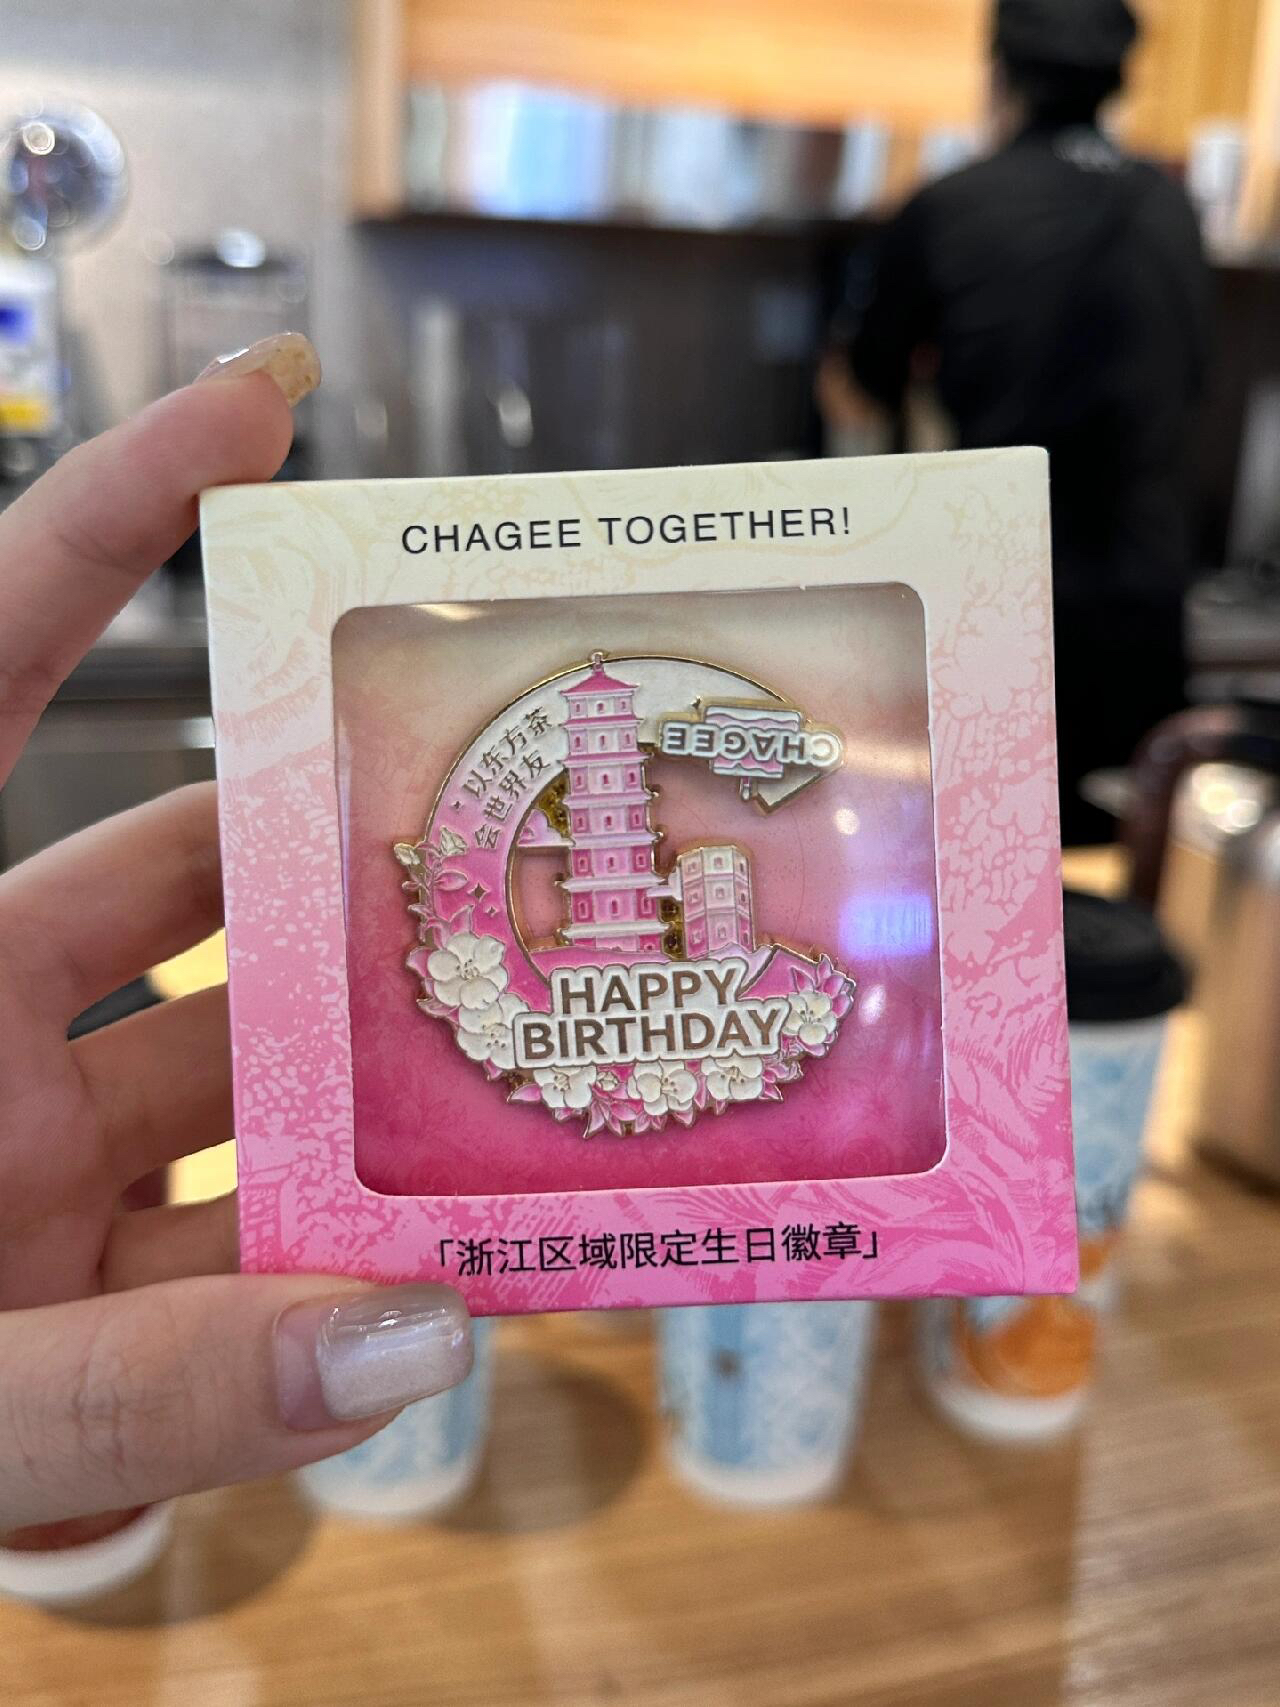 CHAGEE TOGETHER!
·以东方茶
会世界友
CHAGEE
HAPPY
BIRTHDAY
「浙江区域限定生日徽章」